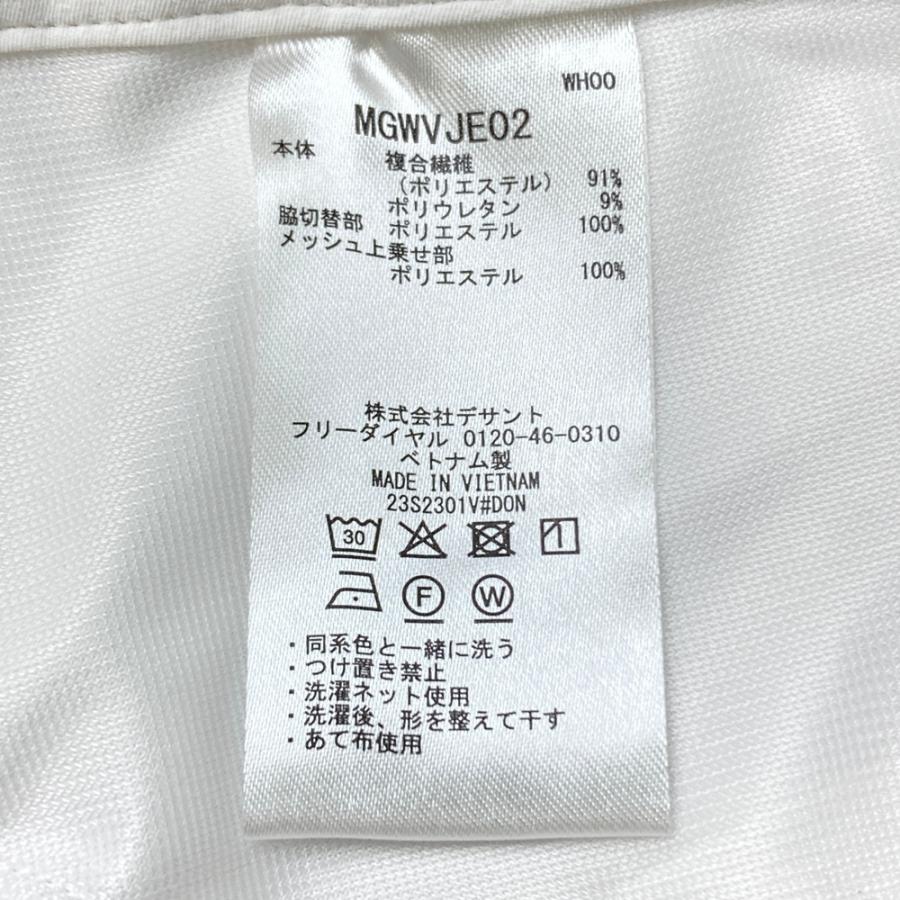 WH00
MGWVJE02
本体 複合繊維
（ポリエステル） 91%
ポリウレタン 9%
脇切替部 ポリエステル 100%
メッシュ上乗せ部
ポリエステル 100%
株式会社デサント
フリーダイヤル 0120-46-0310
ベトナム製
MADE IN VIETNAM
23S2301V#DON
30
F W
・同系色と一緒に洗う
・つけ置き禁止
・洗濯ネット使用
・洗濯後、形を整えて干す
・あて布使用